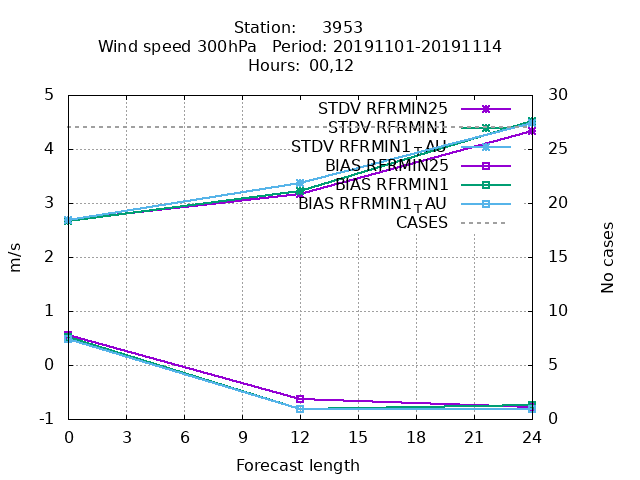 Station: 3953
Wind speed 300hPa Period: 20191101-20191114
Hours: 00,12
5
4
3
2
1
0
-1
30
25
20
15
10
5
0
STDV RFRMIN25
STDV RFRMIN1
STDV RFRMIN1TAU
BIAS RFRMIN25
BIAS RFRMIN1
BIAS RFRMIN1TAU
CASES
m/s
No cases
0 3 6 9 12 15 18 21 24
Forecast length